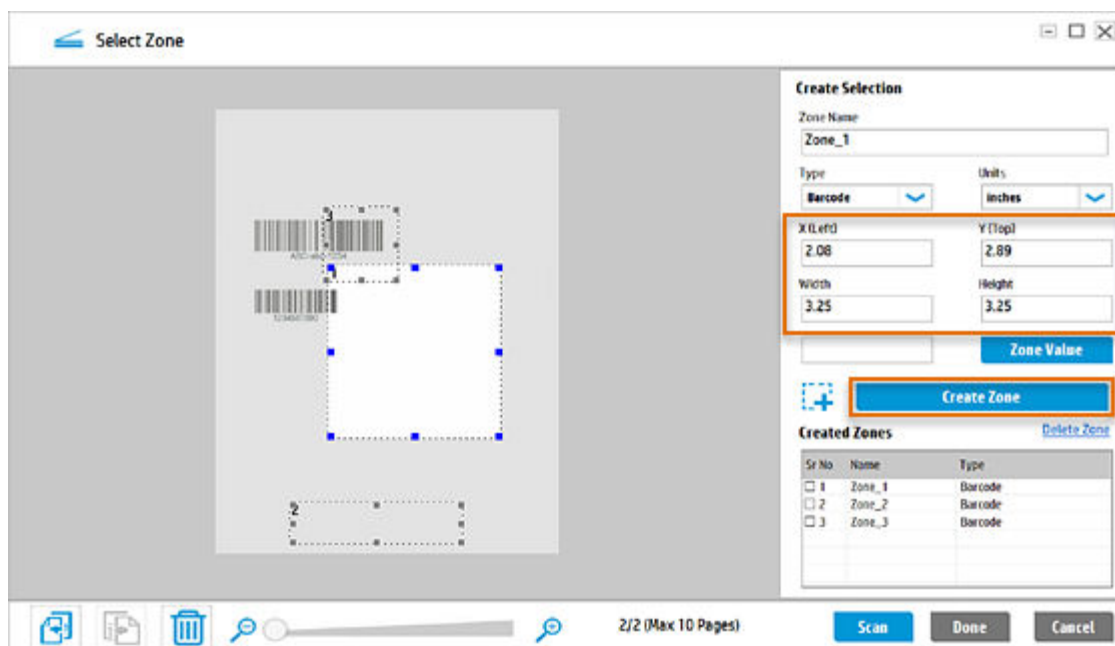 Select Zone
Create Selection
Zone Name
Zone_1
Type Units
Barcode inches
X (Left) Y (Top)
2.08 2.89
Width Height
3.25 3.25
Zone Value
Create Zone
Created Zones Delete Zone
Sr No Name Type
1 Zone_1 Barcode
2 Zone_2 Barcode
3 Zone_3 Barcode
3
1
2
2/2 (Max 10 Pages)
Scan Done Cancel